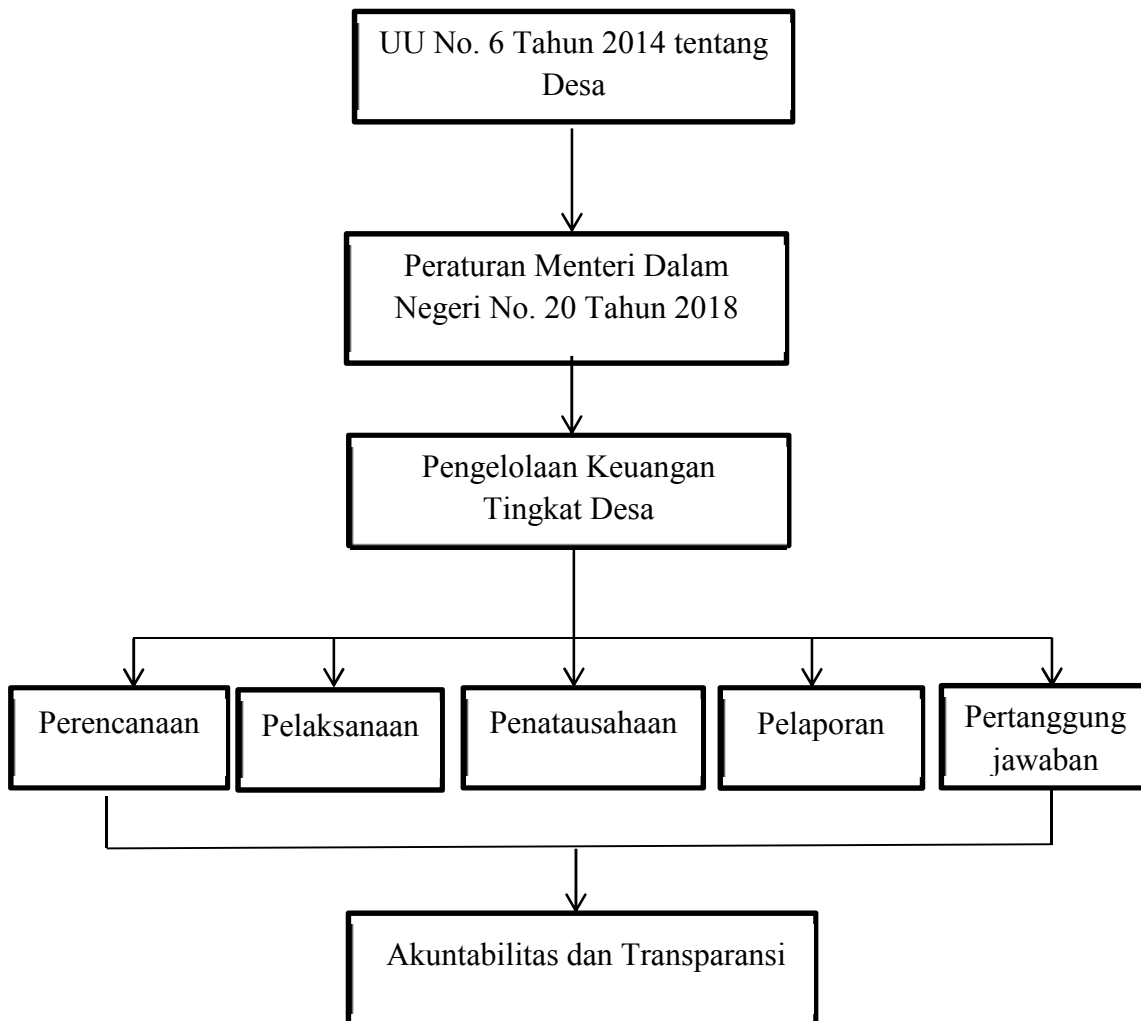 UU No. 6 Tahun 2014 tentang
Desa
Peraturan Menteri Dalam
Negeri No. 20 Tahun 2018
Pengelolaan Keuangan
Tingkat Desa
Perencanaan
Pelaksanaan
Penatausahaan
Pelaporan
Pertanggung
jawaban
Akuntabilitas dan Transparansi